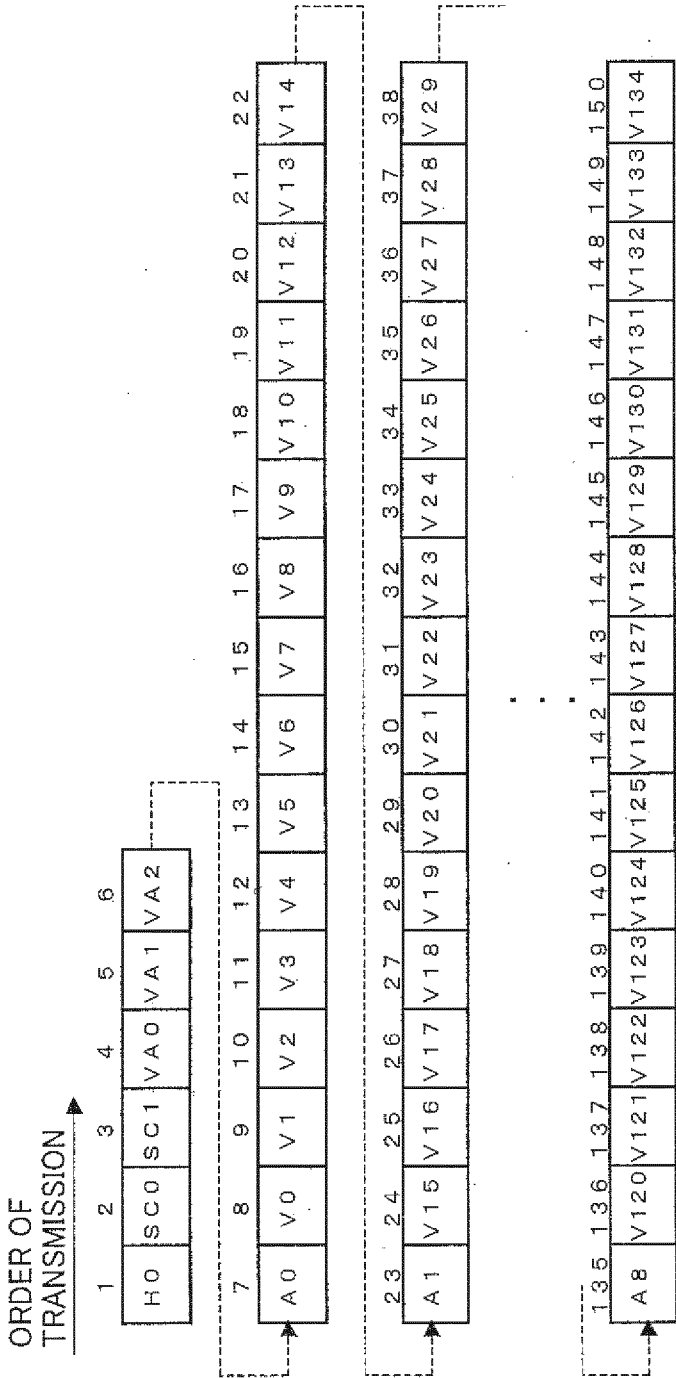 ORDER OF
TRANSMISSION
1 2 3 4 5 6
H0 SC0 SC1 VA0 VA1 VA2
7 8 9 10 11 12 13 14 15 16 17 18 19 20 21 22
A0 V0 V1 V2 V3 V4 V5 V6 V7 V8 V9 V10 V11 V12 V13 V14
23 24 25 26 27 28 29 30 31 32 33 34 35 36 37 38
A1 V15 V16 V17 V18 V19 V20 V21 V22 V23 V24 V25 V26 V27 V28 V29
. . .
135 136 137 138 139 140 141 142 143 144 145 146 147 148 149 150
A8 V120 V121 V122 V123 V124 V125 V126 V127 V128 V129 V130 V131 V132 V133 V134